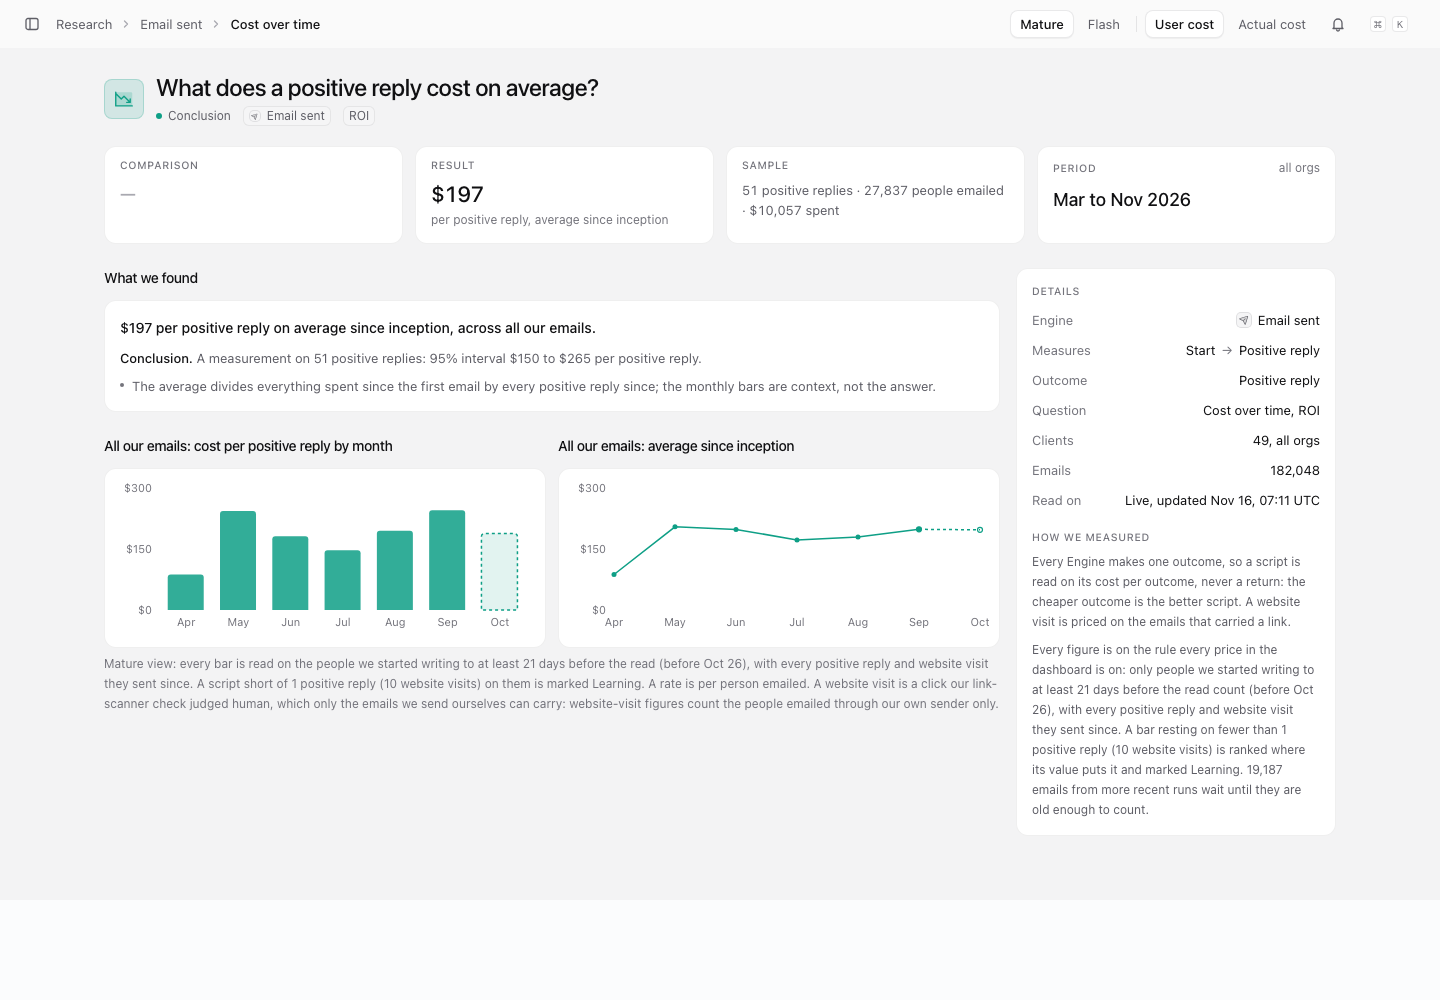 Research > Email sent > Cost over time
Mature Flash User cost Actual cost ⌘ K
What does a positive reply cost on average?
Conclusion Email sent ROI
COMPARISON
—
RESULT
$197
per positive reply, average since inception
SAMPLE
51 positive replies · 27,837 people emailed
· $10,057 spent
PERIOD all orgs
Mar to Nov 2026
What we found
$197 per positive reply on average since inception, across all our emails.
Conclusion. A measurement on 51 positive replies: 95% interval $150 to $265 per positive reply.
• The average divides everything spent since the first email by every positive reply since; the monthly bars are context, not the answer.
All our emails: cost per positive reply by month
$300
$150
$0
Apr May Jun Jul Aug Sep Oct
All our emails: average since inception
$300
$150
$0
Apr May Jun Jul Aug Sep Oct
Mature view: every bar is read on the people we started writing to at least 21 days before the read (before Oct 26), with every positive reply and website visit
they sent since. A script short of 1 positive reply (10 website visits) on them is marked Learning. A rate is per person emailed. A website visit is a click our link-
scanner check judged human, which only the emails we send ourselves can carry: website-visit figures count the people emailed through our own sender only.
DETAILS
Engine Email sent
Measures Start → Positive reply
Outcome Positive reply
Question Cost over time, ROI
Clients 49, all orgs
Emails 182,048
Read on Live, updated Nov 16, 07:11 UTC
HOW WE MEASURED
Every Engine makes one outcome, so a script is
read on its cost per outcome, never a return: the
cheaper outcome is the better script. A website
visit is priced on the emails that carried a link.
Every figure is on the rule every price in the
dashboard is on: only people we started writing to
at least 21 days before the read count (before Oct
26), with every positive reply and website visit
they sent since. A bar resting on fewer than 1
positive reply (10 website visits) is ranked where
its value puts it and marked Learning. 19,187
emails from more recent runs wait until they are
old enough to count.